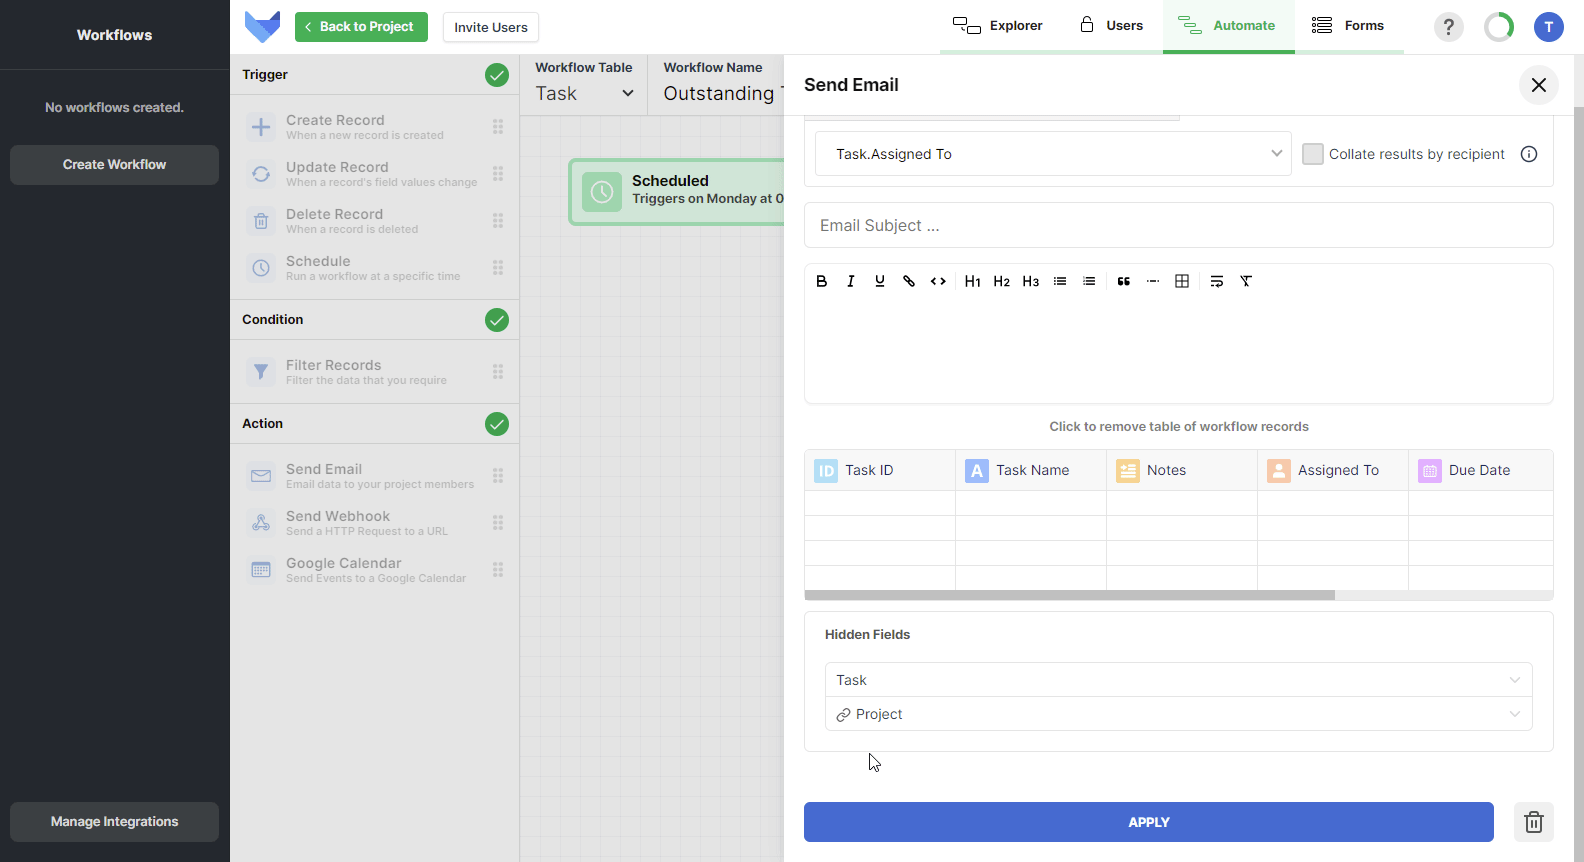 Workflows
No workflows created.
Create Workflow
Manage Integrations
Back to Project
Invite Users
Explorer
Users
Automate
Forms
?
T
Trigger
Create Record
When a new record is created
Update Record
When a record's field values change
Delete Record
When a record is deleted
Schedule
Run a workflow at a specific time
Condition
Filter Records
Filter the data that you require
Action
Send Email
Email data to your project members
Send Webhook
Send a HTTP Request to a URL
Google Calendar
Send Events to a Google Calendar
Workflow Table
Task
Workflow Name
Outstanding
Scheduled
Triggers on Monday at 0
Send Email
Task.Assigned To
Collate results by recipient
Email Subject ...
B I U H1 H2 H3
Click to remove table of workflow records
ID Task ID
A Task Name
Notes
Assigned To
Due Date
Hidden Fields
Task
Project
APPLY